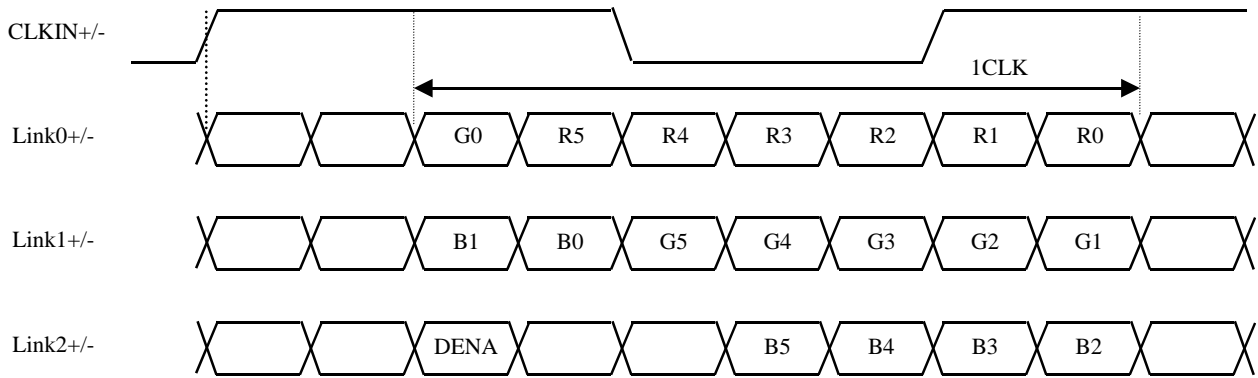 CLKIN+/-
1CLK
Link0+/- G0 R5 R4 R3 R2 R1 R0
Link1+/- B1 B0 G5 G4 G3 G2 G1
Link2+/- DENA B5 B4 B3 B2